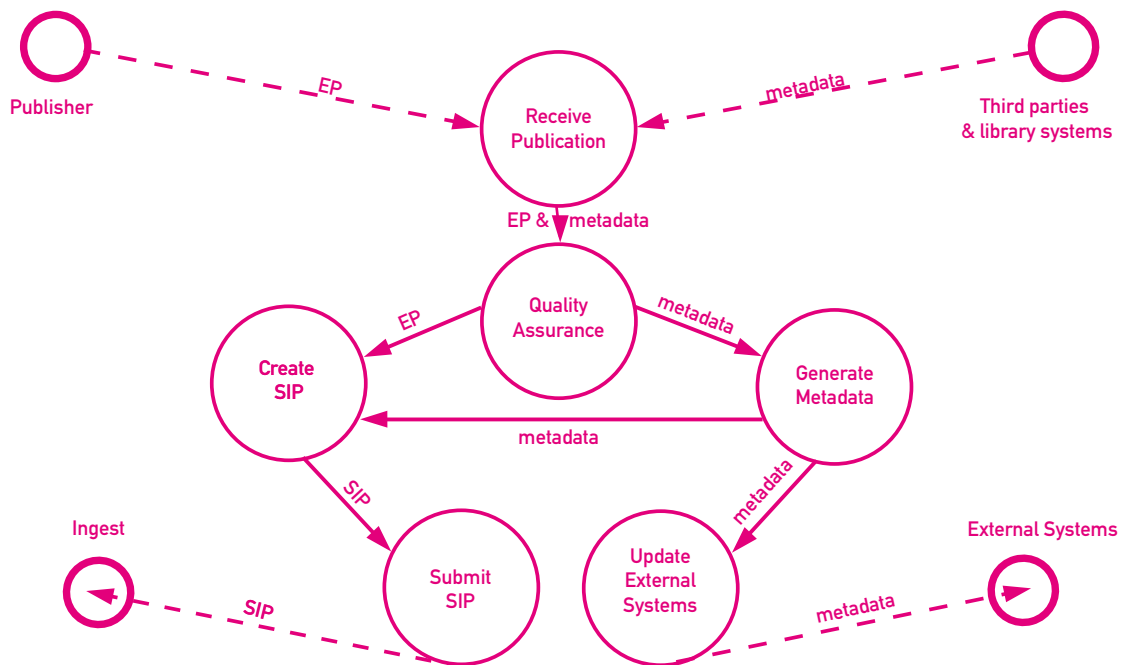 EP
metadata
Publisher
Third parties
& library systems
Receive
Publication
EP & metadata
Quality
Assurance
EP
metadata
Create
SIP
Generate
Metadata
metadata
SIP
metadata
Ingest
External Systems
Submit
SIP
Update
External
Systems
SIP
metadata